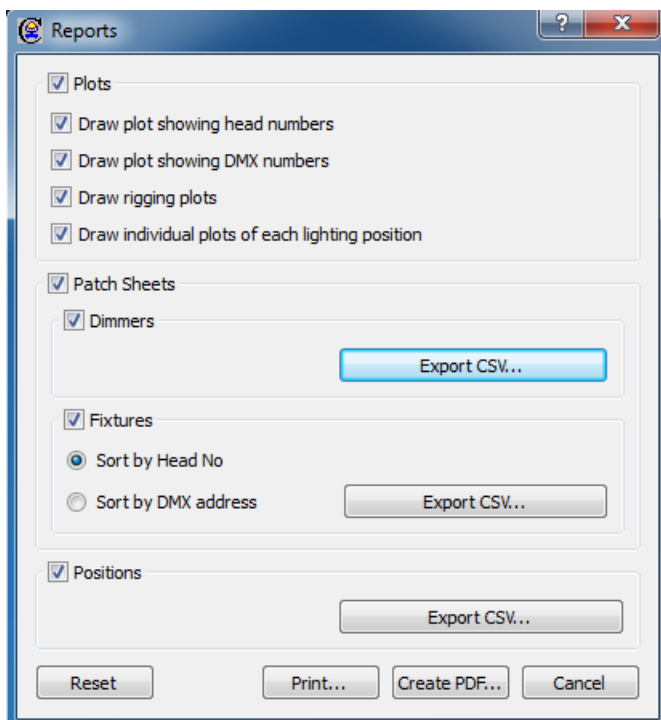 Reports
?
X
Plots
Draw plot showing head numbers
Draw plot showing DMX numbers
Draw rigging plots
Draw individual plots of each lighting position
Patch Sheets
Dimmers
Export CSV...
Fixtures
Sort by Head No
Sort by DMX address Export CSV...
Positions
Export CSV...
Reset Print... Create PDF... Cancel